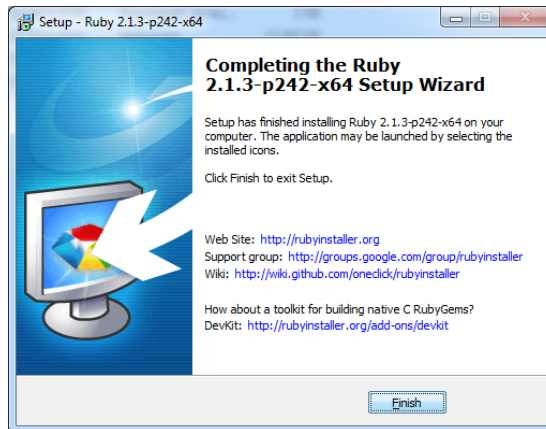 Setup - Ruby 2.1.3-p242-x64
Completing the Ruby
2.1.3-p242-x64 Setup Wizard
Setup has finished installing Ruby 2.1.3-p242-x64 on your
computer. The application may be launched by selecting the
installed icons.
Click Finish to exit Setup.
Web Site: http://rubyinstaller.org
Support group: http://groups.google.com/group/rubyinstaller
Wiki: http://wiki.github.com/oneclick/rubyinstaller
How about a toolkit for building native C RubyGems?
DevKit: http://rubyinstaller.org/add-ons/devkit
Finish